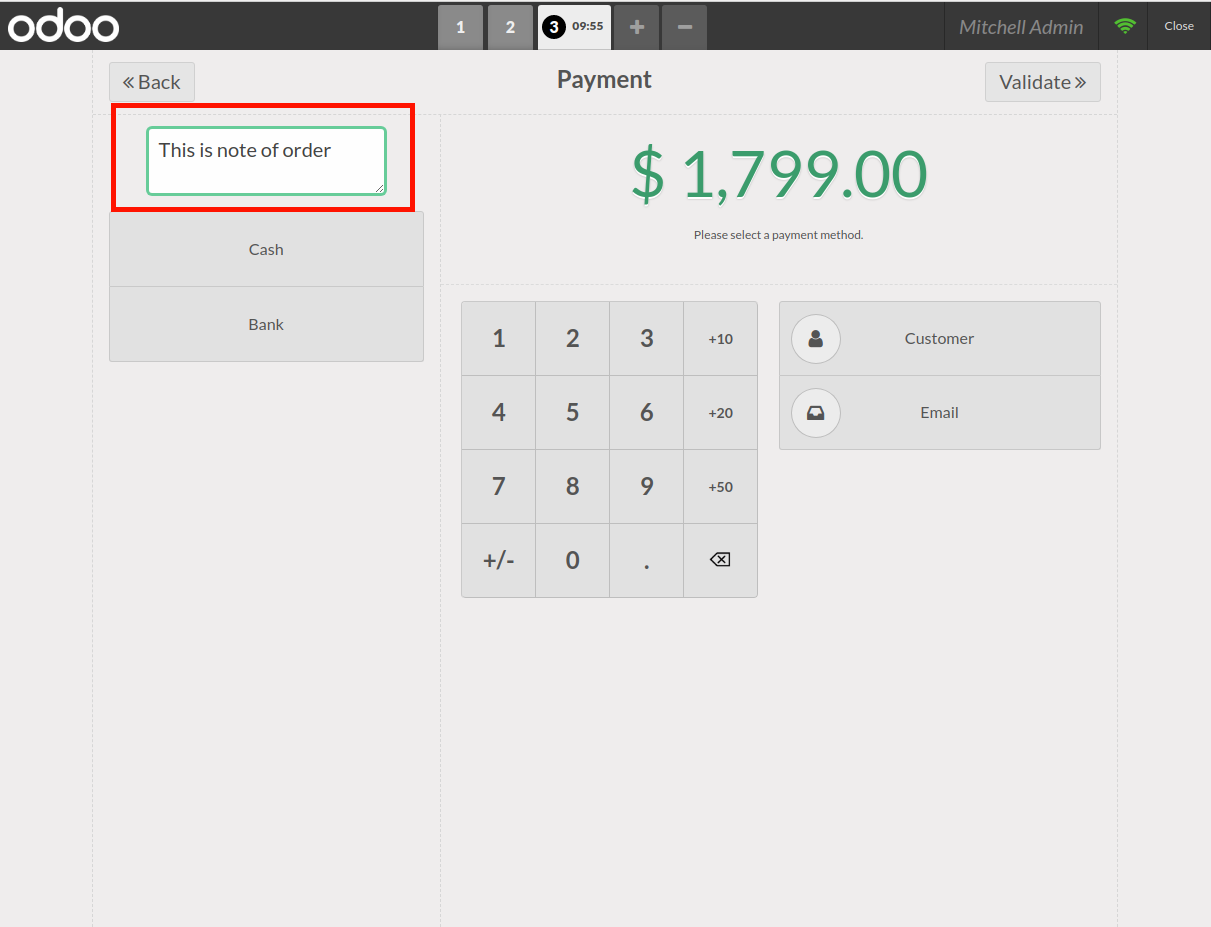 odoo
1 2 3 09:55 + −
Mitchell Admin
Close
« Back
Payment
Validate »
This is note of order
$ 1,799.00
Please select a payment method.
Cash
Bank
1 2 3 +10
4 5 6 +20
7 8 9 +50
+/- 0 .
Customer
Email